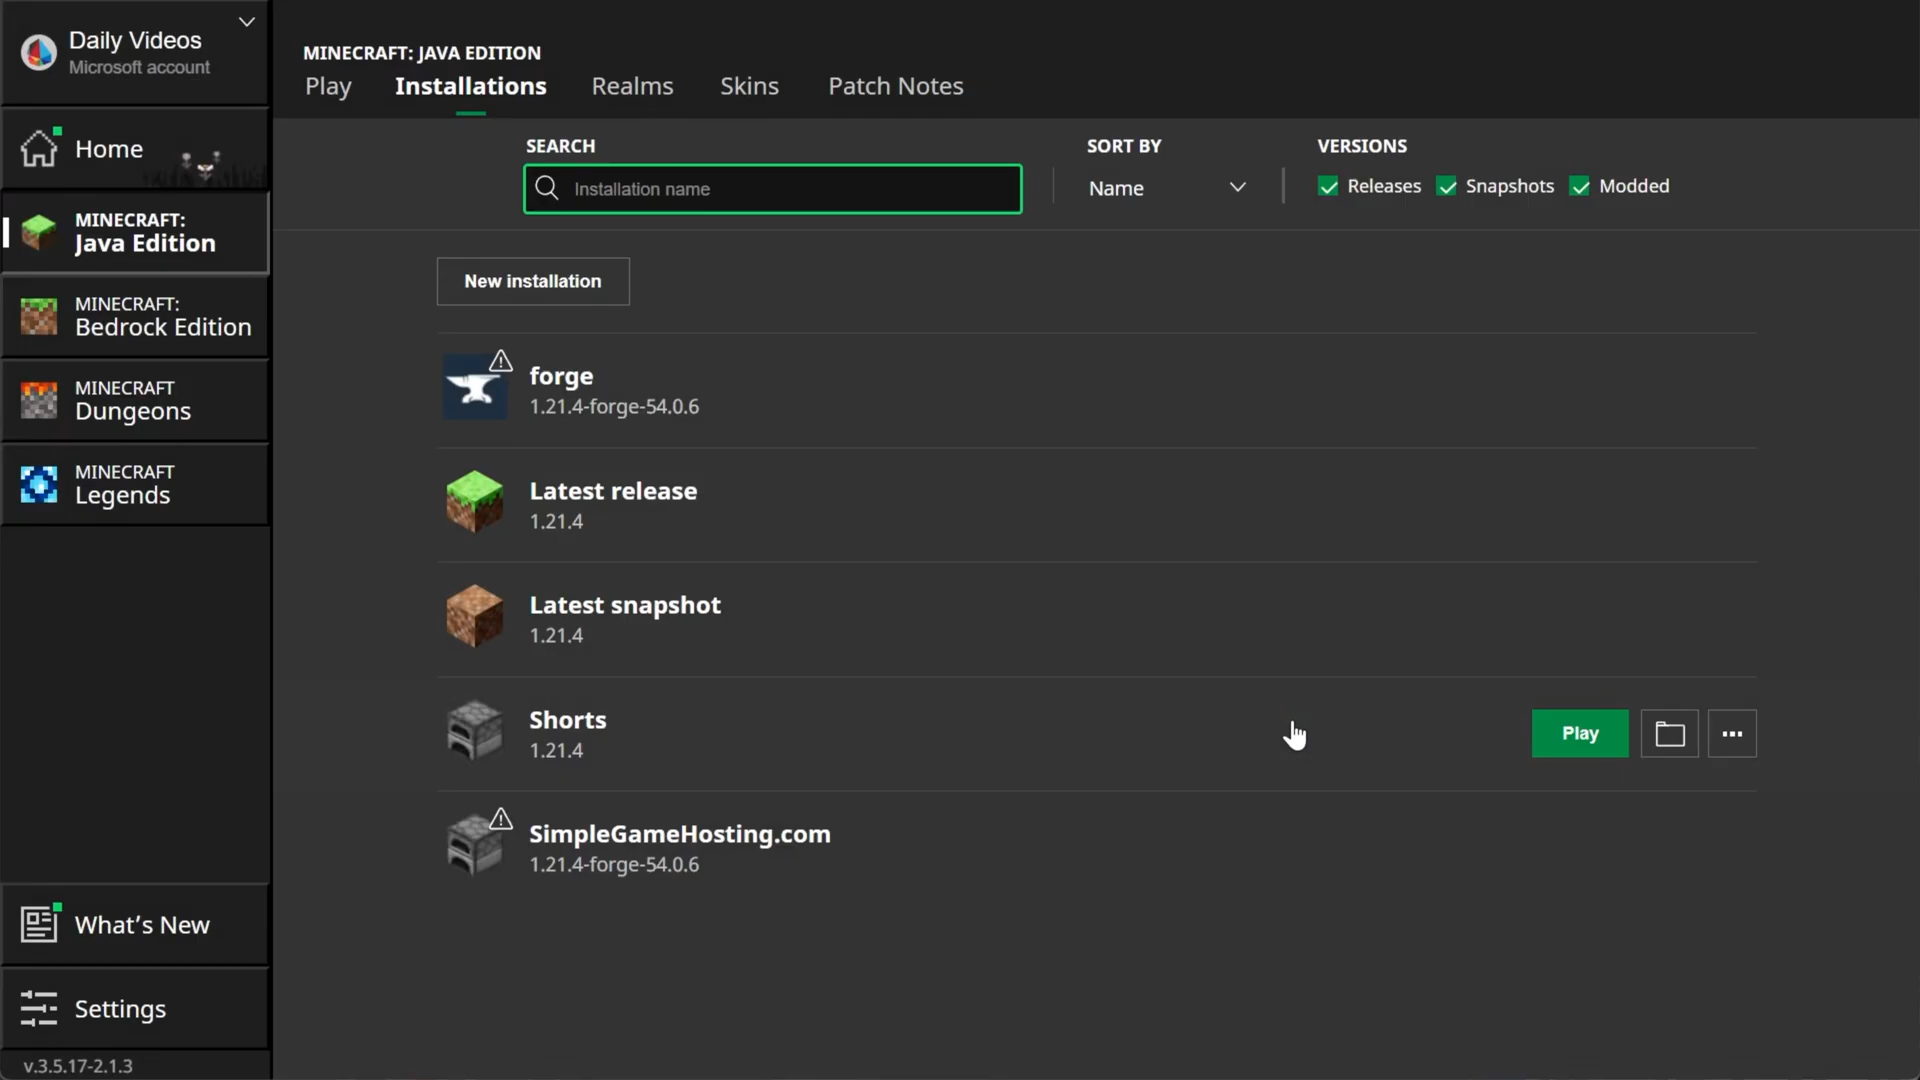 Daily Videos
Microsoft account
Home
MINECRAFT:
Java Edition
MINECRAFT:
Bedrock Edition
MINECRAFT
Dungeons
MINECRAFT
Legends
What's New
Settings
v.3.5.17-2.1.3
MINECRAFT: JAVA EDITION
Play Installations Realms Skins Patch Notes
SEARCH
Installation name
SORT BY
Name
VERSIONS
Releases Snapshots Modded
New installation
forge
1.21.4-forge-54.0.6
Latest release
1.21.4
Latest snapshot
1.21.4
Shorts
1.21.4
Play
SimpleGameHosting.com
1.21.4-forge-54.0.6